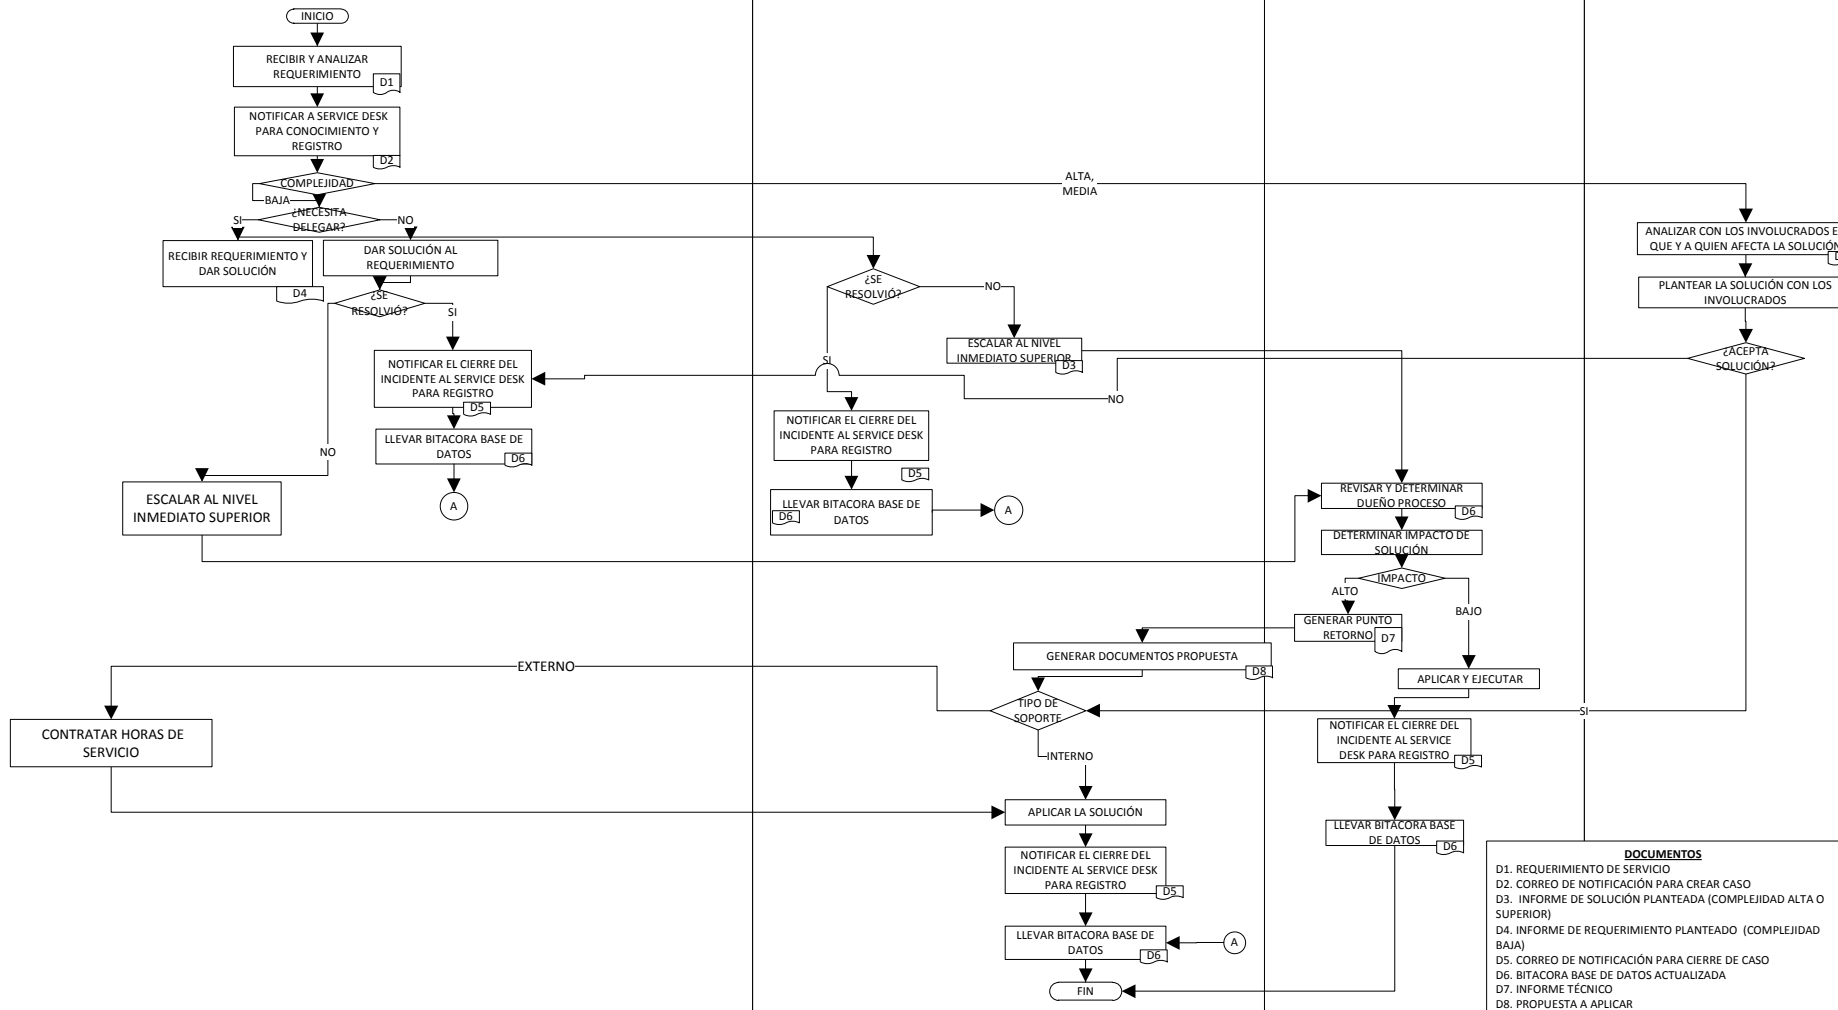 INICIO
RECIBIR Y ANALIZAR
REQUERIMIENTO
D1
NOTIFICAR A SERVICE DESK
PARA CONOCIMIENTO Y
REGISTRO
D2
COMPLEJIDAD
ALTA,
MEDIA
BAJA
¿NECESITA
DELEGAR?
SI
NO
RECIBIR REQUERIMIENTO Y
DAR SOLUCIÓN
D4
DAR SOLUCIÓN AL
REQUERIMIENTO
¿SE
RESOLVIÓ?
SI
NO
NOTIFICAR EL CIERRE DEL
INCIDENTE AL SERVICE DESK
PARA REGISTRO
D5
LLEVAR BITACORA BASE DE
DATOS
D6
A
ESCALAR AL NIVEL
INMEDIATO SUPERIOR
¿SE
RESOLVIÓ?
NO
SI
ESCALAR AL NIVEL
INMEDIATO SUPERIOR
D3
NOTIFICAR EL CIERRE DEL
INCIDENTE AL SERVICE DESK
PARA REGISTRO
D5
LLEVAR BITACORA BASE DE
DATOS
D6
A
ANALIZAR CON LOS INVOLUCRADOS E
QUE Y A QUIEN AFECTA LA SOLUCIÓN
PLANTEAR LA SOLUCIÓN CON LOS
INVOLUCRADOS
¿ACEPTA
SOLUCIÓN?
NO
SI
REVISAR Y DETERMINAR
DUEÑO PROCESO
D6
DETERMINAR IMPACTO DE
SOLUCIÓN
IMPACTO
ALTO
BAJO
GENERAR PUNTO
RETORNO
D7
APLICAR Y EJECUTAR
GENERAR DOCUMENTOS PROPUESTA
D8
EXTERNO
TIPO DE
SOPORTE
INTERNO
CONTRATAR HORAS DE
SERVICIO
NOTIFICAR EL CIERRE DEL
INCIDENTE AL SERVICE
DESK PARA REGISTRO
D5
APLICAR LA SOLUCIÓN
LLEVAR BITACORA BASE
DE DATOS
D6
NOTIFICAR EL CIERRE DEL
INCIDENTE AL SERVICE DESK
PARA REGISTRO
D5
LLEVAR BITACORA BASE DE
DATOS
D6
A
FIN
DOCUMENTOS
D1. REQUERIMIENTO DE SERVICIO
D2. CORREO DE NOTIFICACIÓN PARA CREAR CASO
D3. INFORME DE SOLUCIÓN PLANTEADA (COMPLEJIDAD ALTA O
SUPERIOR)
D4. INFORME DE REQUERIMIENTO PLANTEADO (COMPLEJIDAD
BAJA)
D5. CORREO DE NOTIFICACIÓN PARA CIERRE DE CASO
D6. BITACORA BASE DE DATOS ACTUALIZADA
D7. INFORME TÉCNICO
D8. PROPUESTA A APLICAR